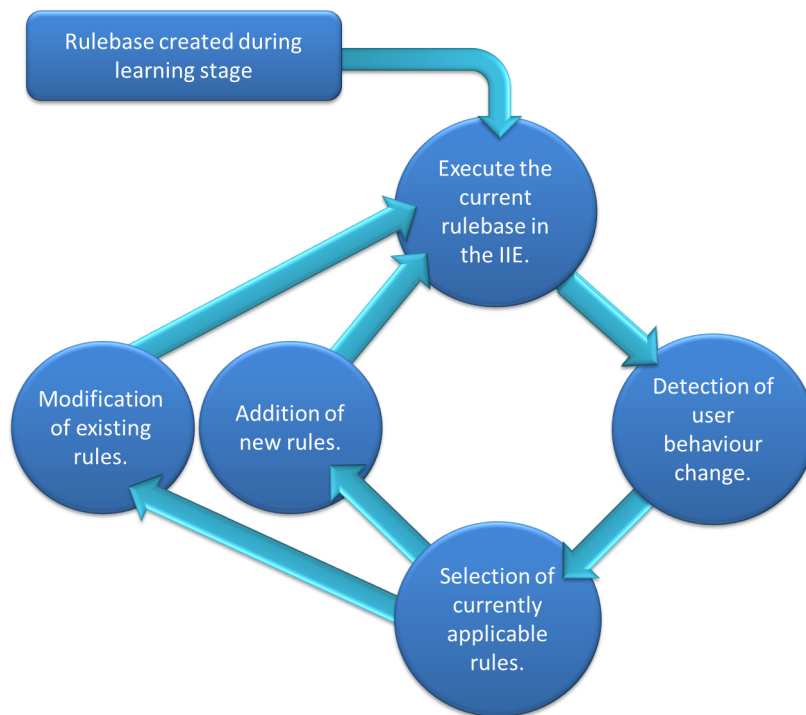 Rulebase created during
learning stage
Execute the
current
rulebase in
the IIE.
Modification
of existing
rules.
Addition of
new rules.
Detection of
user
behaviour
change.
Selection of
currently
applicable
rules.